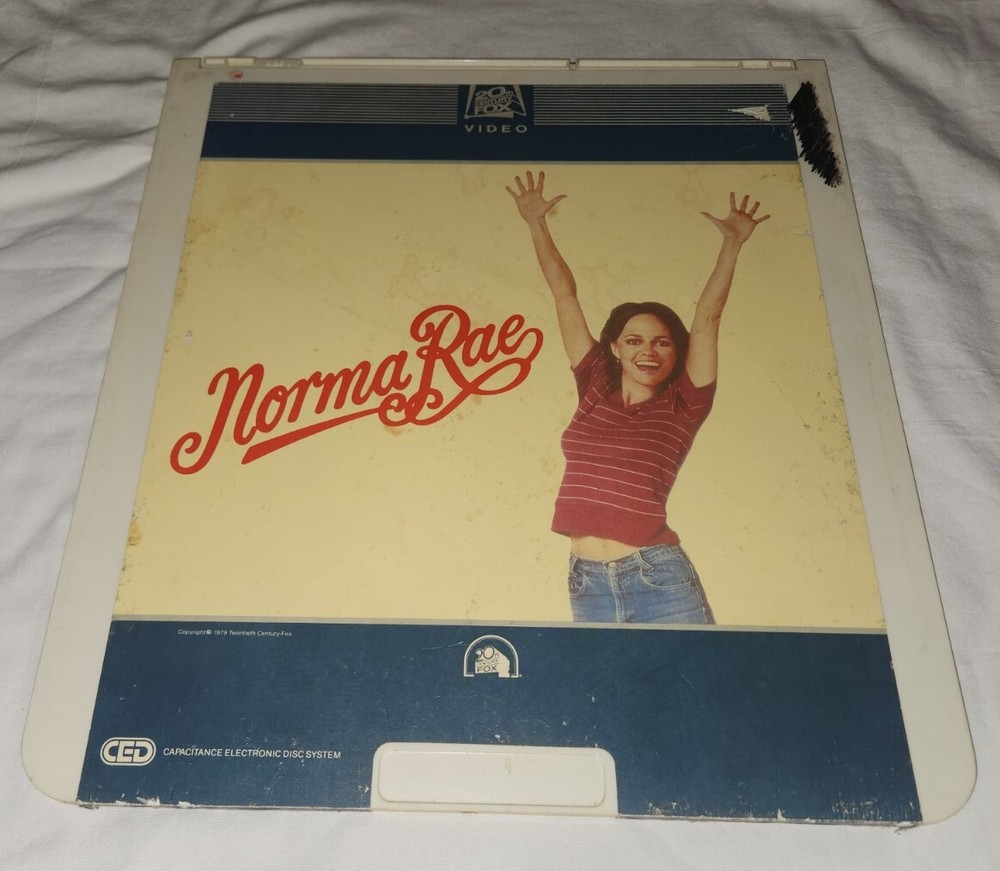 20th
CENTURY
FOX
VIDEO
Norma Rae
Copyright © 1979 Twentieth Century-Fox
20th
CENTURY
FOX
CED CAPACITANCE ELECTRONIC DISC SYSTEM